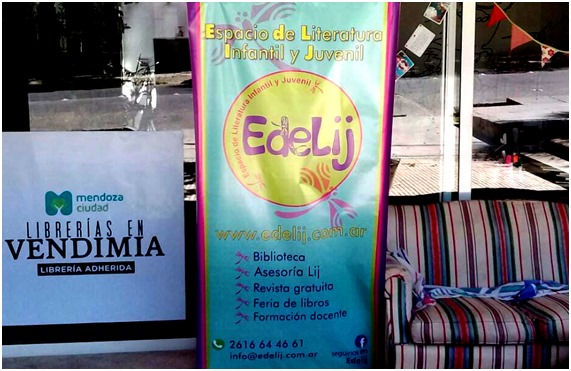 mendoza
ciudad
LIBRERÍAS EN
VENDIMIA
LIBRERÍA ADHERIDA
Espacio de Literatura
Infantil y Juvenil
Espacio de Literatura Infantil y Juvenil
EdeLij
www.edelij.com.ar
Biblioteca
Asesoría Lij
Revista gratuita
Feria de libros
Formación docente
2616 64 46 61
info@edelij.com.ar
seguinos en
Edelij